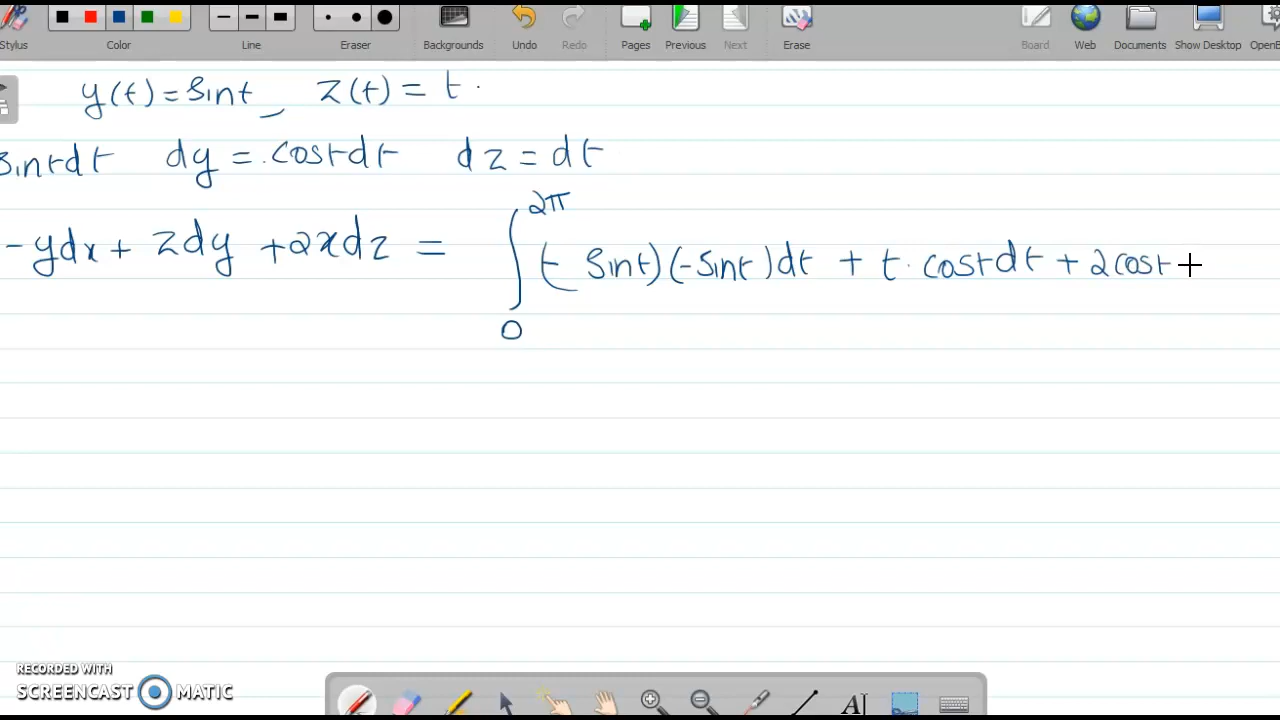 Stylus Color Line Eraser Backgrounds Undo Redo Pages Previous Next Erase Board Web Documents Show Desktop OpenB
y(t) = Sint, z(t) = t.
sintdt dy = .costdt dz = dt
-ydx + zdy + 2xdz = ∫ 0 2π (- Sint)(-Sint)dt + t. costdt + 2cost
RECORDED WITH
SCREENCAST MATIC